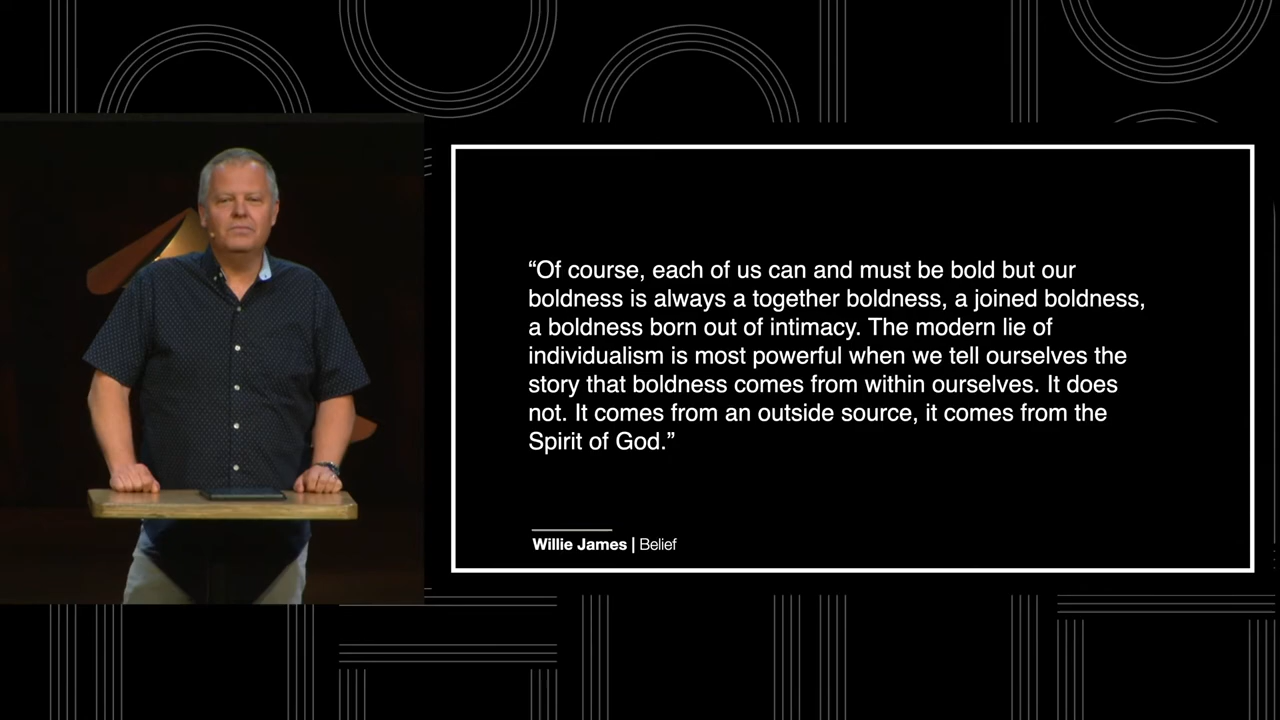 “Of course, each of us can and must be bold but our
boldness is always a together boldness, a joined boldness,
a boldness born out of intimacy. The modern lie of
individualism is most powerful when we tell ourselves the
story that boldness comes from within ourselves. It does
not. It comes from an outside source, it comes from the
Spirit of God.”
Willie James | Belief